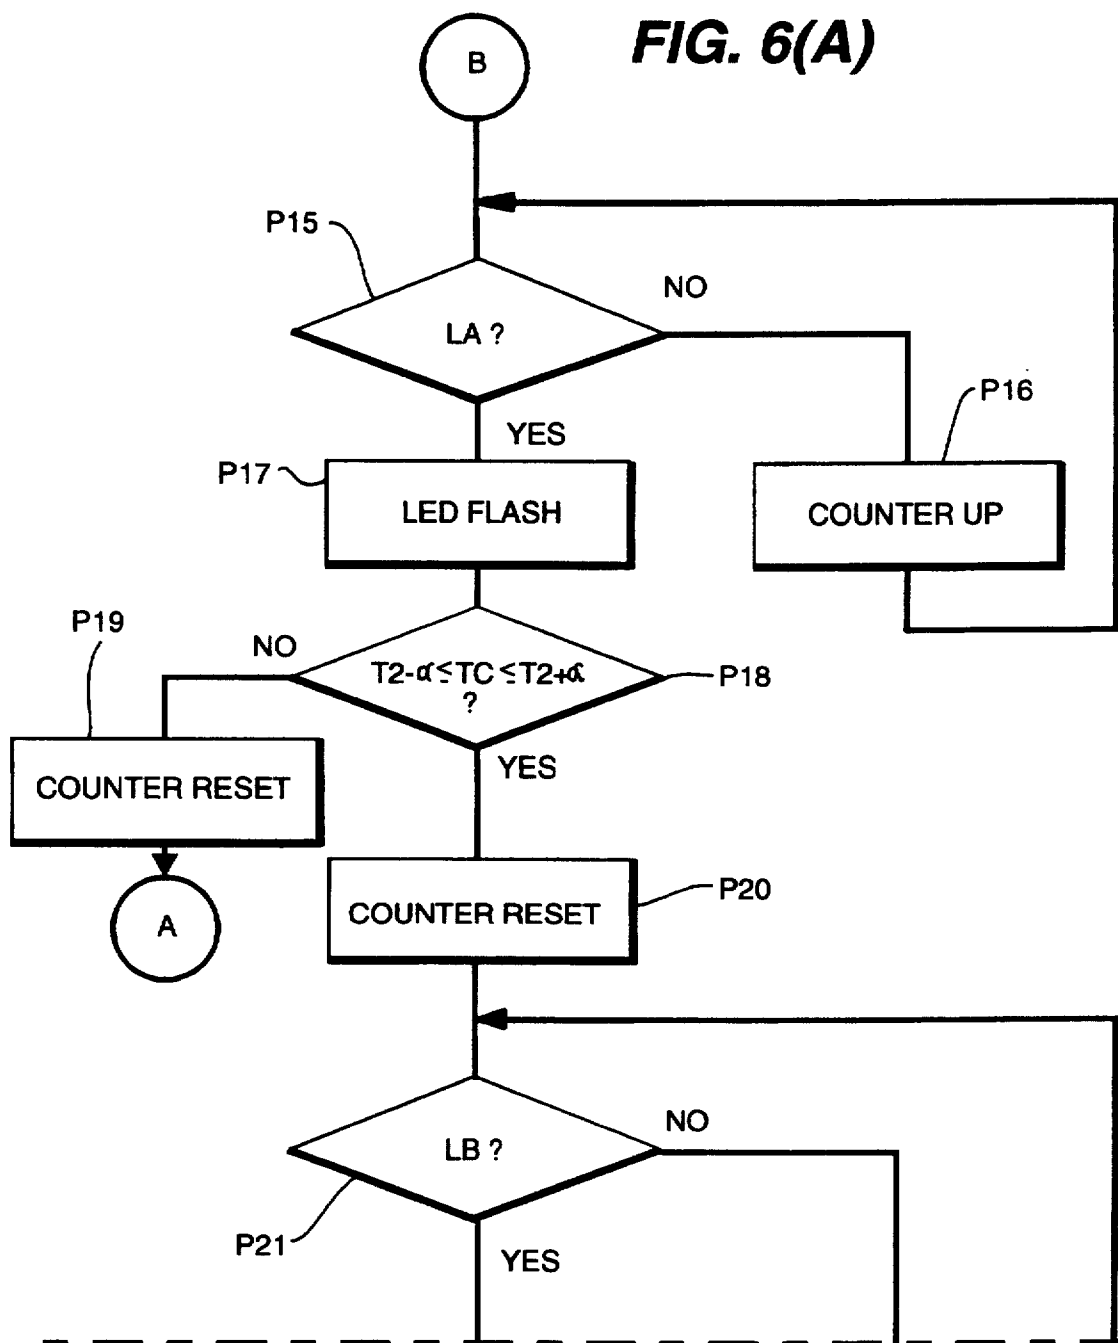 FIG. 6(A)
B
P15
LA ?
NO
YES
P16
COUNTER UP
P17
LED FLASH
P19
NO
T2-α≤TC≤T2+α
?
P18
YES
COUNTER RESET
A
P20
COUNTER RESET
LB ?
NO
P21
YES